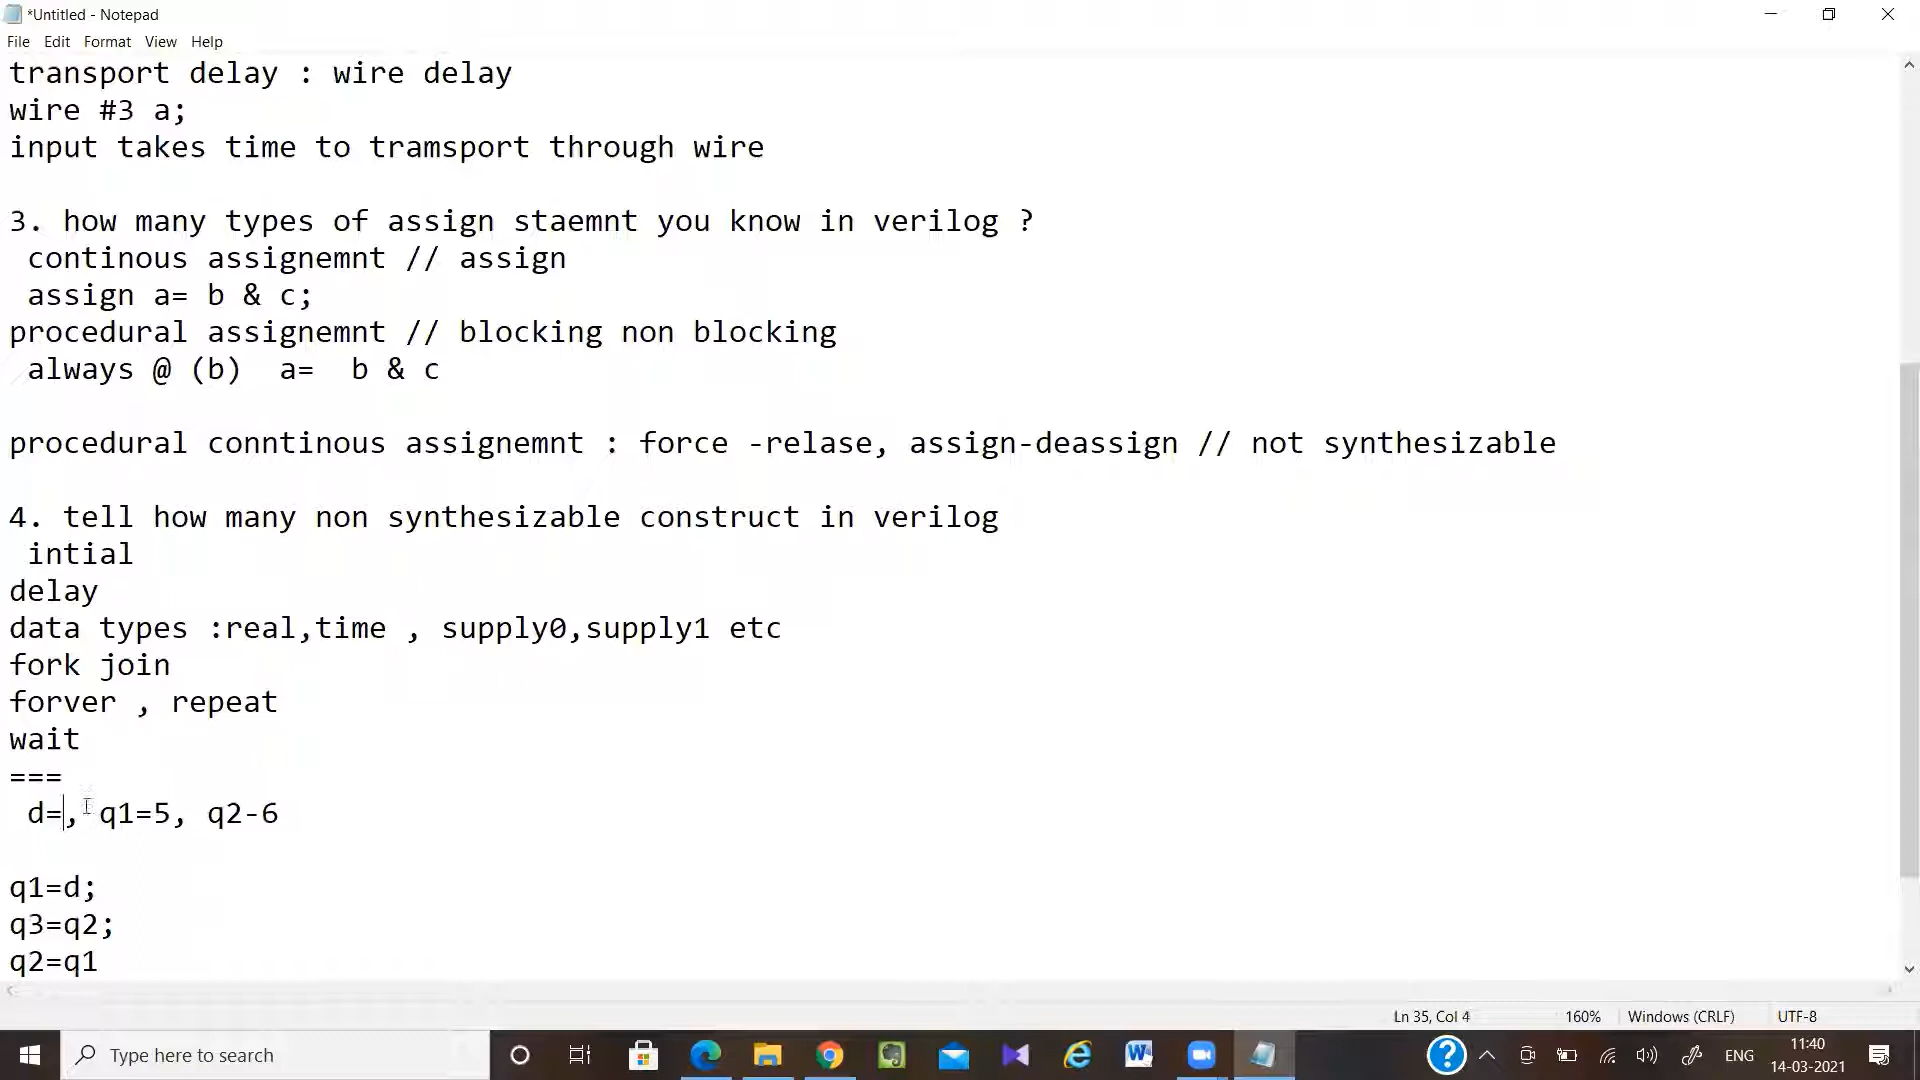 *Untitled - Notepad
File Edit Format View Help
transport delay : wire delay
wire #3 a;
input takes time to tramsport through wire
3. how many types of assign staemnt you know in verilog ?
continous assignemnt // assign
assign a= b & c;
procedural assignemnt // blocking non blocking
always @ (b) a= b & c
procedural conntinous assignemnt : force -relase, assign-deassign // not synthesizable
4. tell how many non synthesizable construct in verilog
intial
delay
data types :real,time , supply0,supply1 etc
fork join
forver , repeat
wait
===
d=, q1=5, q2-6
q1=d;
q3=q2;
q2=q1
Ln 35, Col 4 160% Windows (CRLF) UTF-8
Type here to search
ENG
11:40
14-03-2021